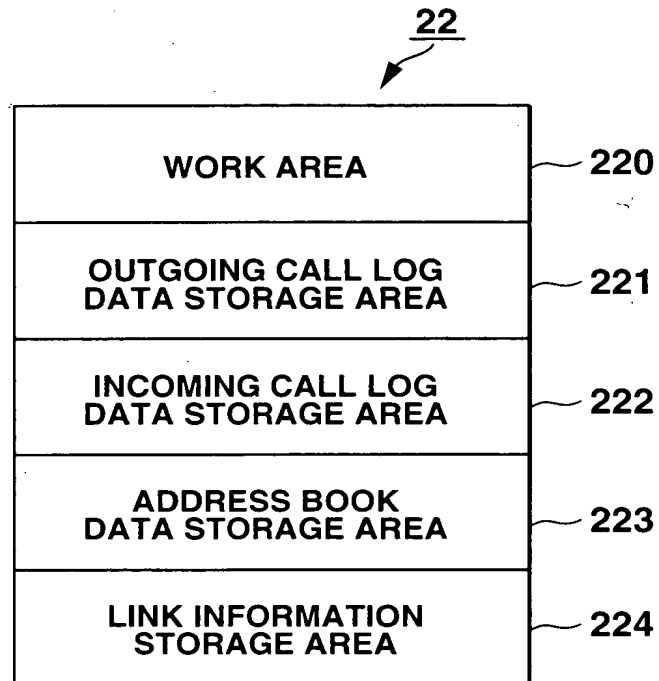 22
WORK AREA
220
OUTGOING CALL LOG
DATA STORAGE AREA
221
INCOMING CALL LOG
DATA STORAGE AREA
222
ADDRESS BOOK
DATA STORAGE AREA
223
LINK INFORMATION
STORAGE AREA
224